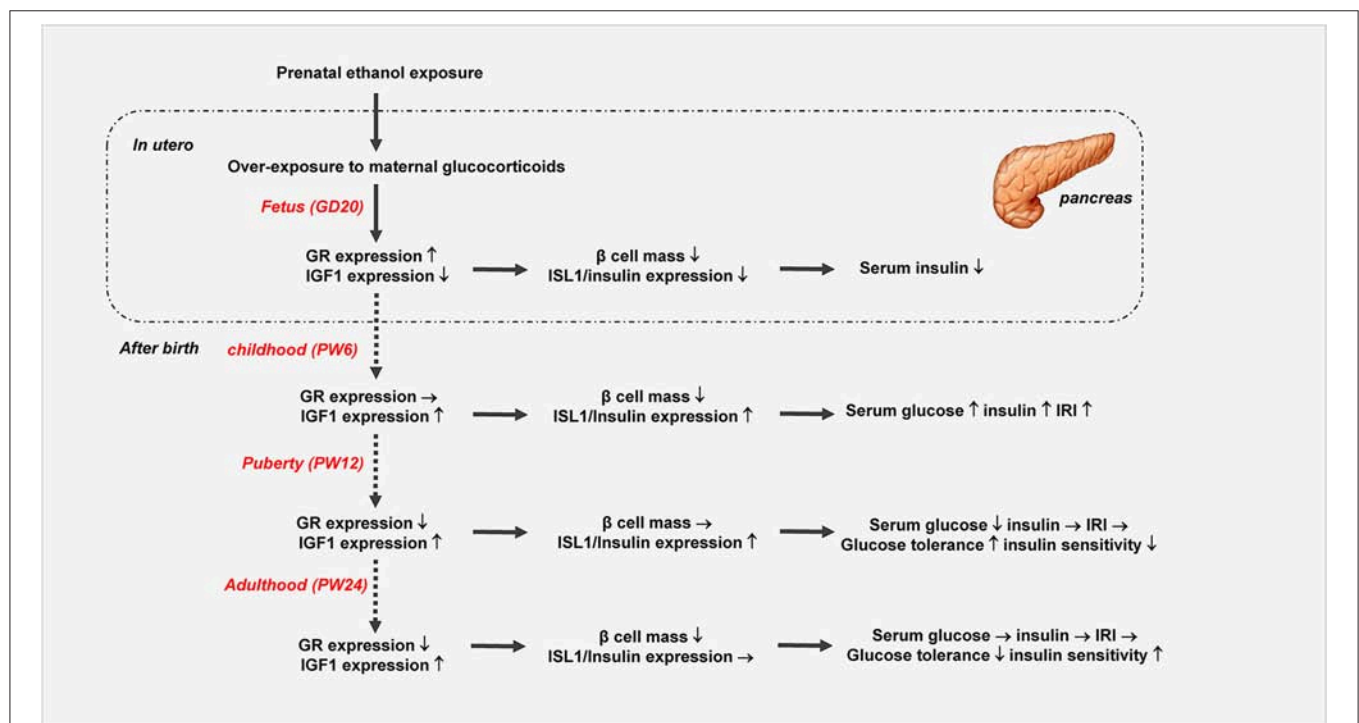 Prenatal ethanol exposure
In utero
Over-exposure to maternal glucocorticoids
pancreas
Fetus (GD20)
GR expression ↑
IGF1 expression ↓
β cell mass ↓
ISL1/insulin expression ↓
Serum insulin ↓
After birth
childhood (PW6)
GR expression →
IGF1 expression ↑
β cell mass ↓
ISL1/Insulin expression ↑
Serum glucose ↑ insulin ↑ IRI ↑
Puberty (PW12)
GR expression ↓
IGF1 expression ↑
β cell mass →
ISL1/Insulin expression ↑
Serum glucose ↓ insulin → IRI →
Glucose tolerance ↑ insulin sensitivity ↓
Adulthood (PW24)
GR expression ↓
IGF1 expression ↑
β cell mass ↓
ISL1/Insulin expression →
Serum glucose → insulin → IRI →
Glucose tolerance ↓ insulin sensitivity ↑